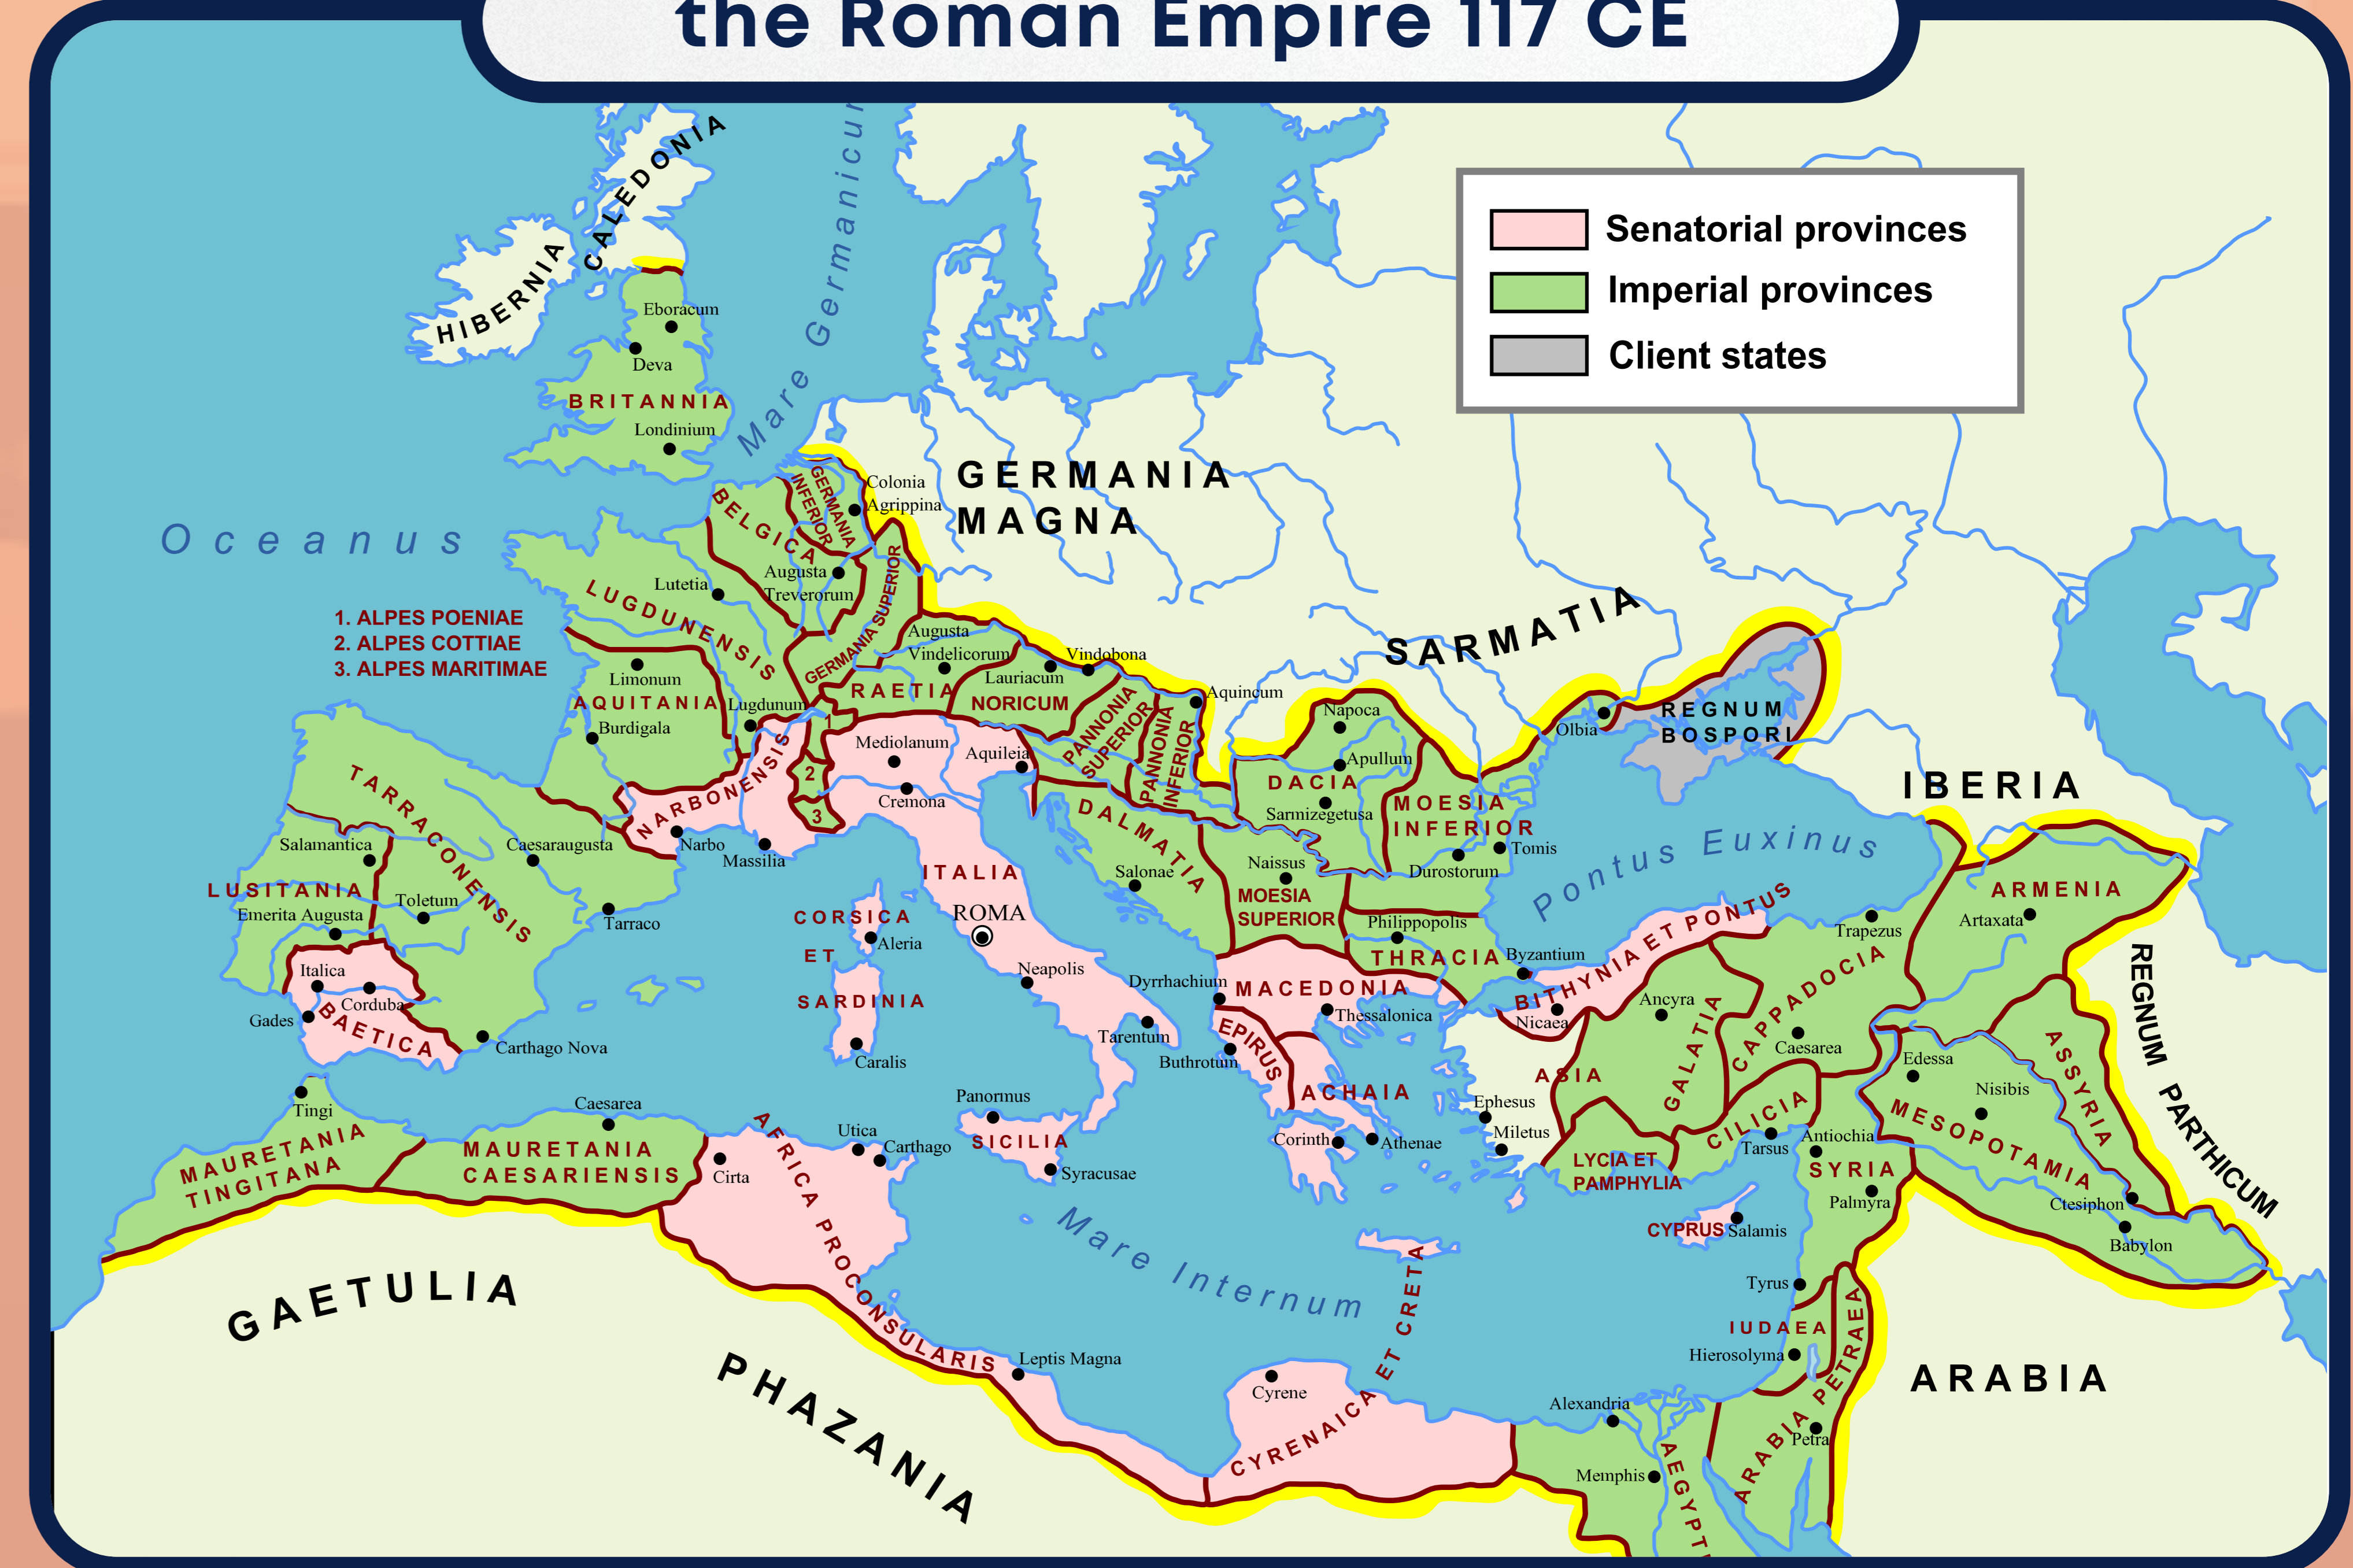 the Roman Empire 117 CE
Senatorial provinces
Imperial provinces
Client states
CALEDONIA
HIBERNIA
Mare Germanicum
Eboracum
Deva
BRITANNIA
Londinium
Oceanus
GERMANIA
MAGNA
Colonia
Agrippina
GERMANIA
INFERIOR
BELGICA
Augusta
Treverorum
Lutetia
LUGDUNENSIS
GERMANIA SUPERIOR
1. ALPES POENIAE
2. ALPES COTTIAE
3. ALPES MARITIMAE
Limonum
AQUITANIA
Burdigala
Lugdunum
Augusta
Vindelicorum
RAETIA
Lauriacum
Vindobona
NORICUM
PANNONIA
SUPERIOR
PANNONIA
INFERIOR
Aquincum
SARMATIA
Napoca
Apullum
DACIA
Sarmizegetusa
Olbia
REGNUM
BOSPORI
IBERIA
MOESIA
INFERIOR
Tomis
Durostorum
Pontus Euxinus
1
2
3
Mediolanum
Aquileia
Cremona
NARBONENSIS
Narbo
Massilia
TARRACONENSIS
Salamantica
Caesaraugusta
LUSITANIA
Toletum
Emerita Augusta
Tarraco
Italica
Corduba
Gades
BAETICA
Carthago Nova
DALMATIA
Salonae
Naissus
MOESIA
SUPERIOR
ITALIA
ROMA
CORSICA
ET
SARDINIA
Aleria
Caralis
Neapolis
Tarentum
Dyrrhachium
MACEDONIA
Thessalonica
Philippopolis
THRACIA
Byzantium
BITHYNIA ET PONTUS
Nicaea
Trapezus
ARMENIA
Artaxata
Ancyra
GALATIA
CAPPADOCIA
Caesarea
REGNUM PARTHICUM
ASSYRIA
Edessa
Nisibis
MESOPOTAMIA
Ctesiphon
Babylon
EPIRUS
Buthrotum
ACHAIA
Corinth
Athenae
ASIA
Ephesus
Miletus
LYCIA ET
PAMPHYLIA
CILICIA
Tarsus
Antiochia
SYRIA
Palmyra
CYPRUS
Salamis
Tyrus
IUDAEA
Hierosolyma
ARABIA PETRAEA
Petra
ARABIA
Tingi
MAURETANIA
TINGITANA
Caesarea
MAURETANIA
CAESARIENSIS
Cirta
Utica
Carthago
AFRICA PROCONSULARIS
Panormus
SICILIA
Syracusae
Mare Internum
GAETULIA
PHAZANIA
Leptis Magna
Cyrene
CYRENAICA ET CRETA
Alexandria
Memphis
AEGYPT